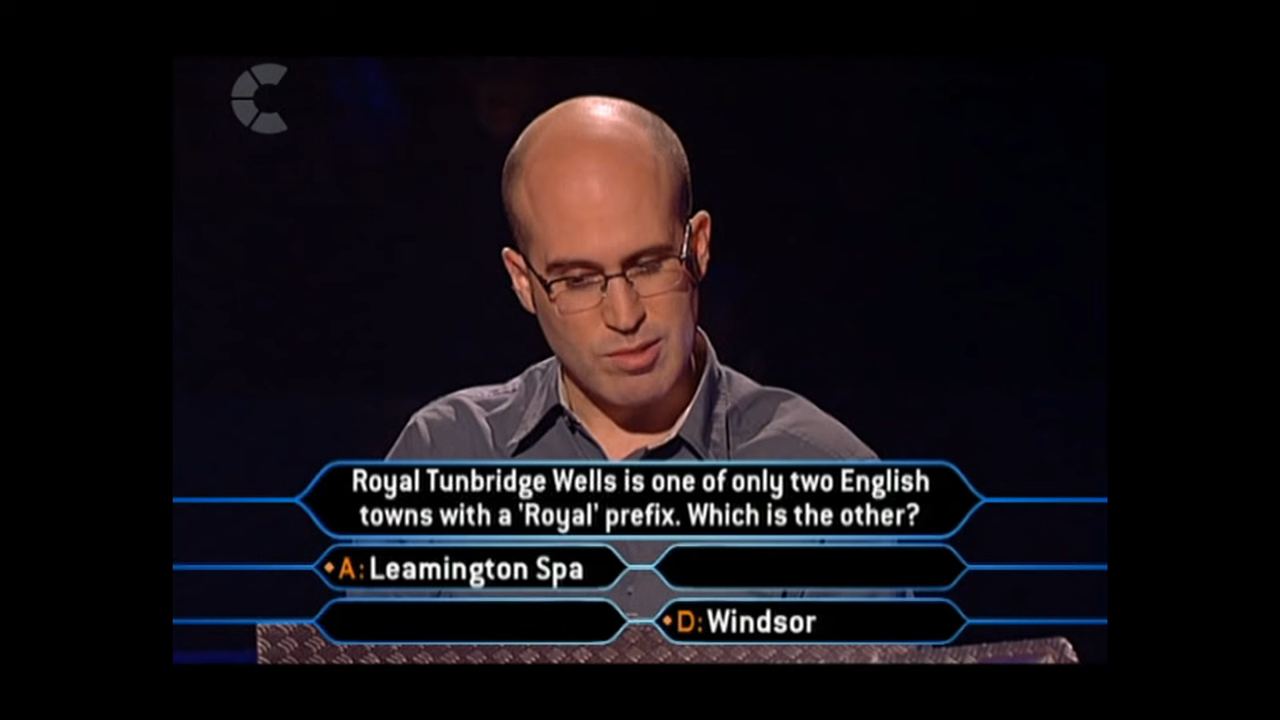 Royal Tunbridge Wells is one of only two English
towns with a 'Royal' prefix. Which is the other?
A: Leamington Spa
D: Windsor